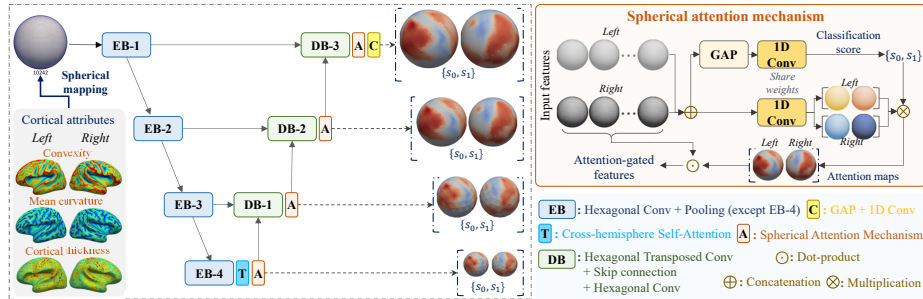 10242
Spherical
mapping
Cortical attributes
Left Right
Convexity
Mean curvature
Cortical thickness
EB-1
DB-3 A C
{s0, s1}
EB-2
DB-2 A
{s0, s1}
EB-3
DB-1 A
{s0, s1}
EB-4 T A
{s0, s1}
Spherical attention mechanism
Input features
Left
Right
GAP
1D
Conv
Classification
score
{s0, s1}
Share
weights
1D
Conv
Left
Right
Left Right
Attention maps
Attention-gated
features
EB : Hexagonal Conv + Pooling (except EB-4)
C : GAP + 1D Conv
T : Cross-hemisphere Self-Attention
A : Spherical Attention Mechanism
DB : Hexagonal Transposed Conv
+ Skip connection
+ Hexagonal Conv
: Dot-product
: Concatenation
: Multiplication